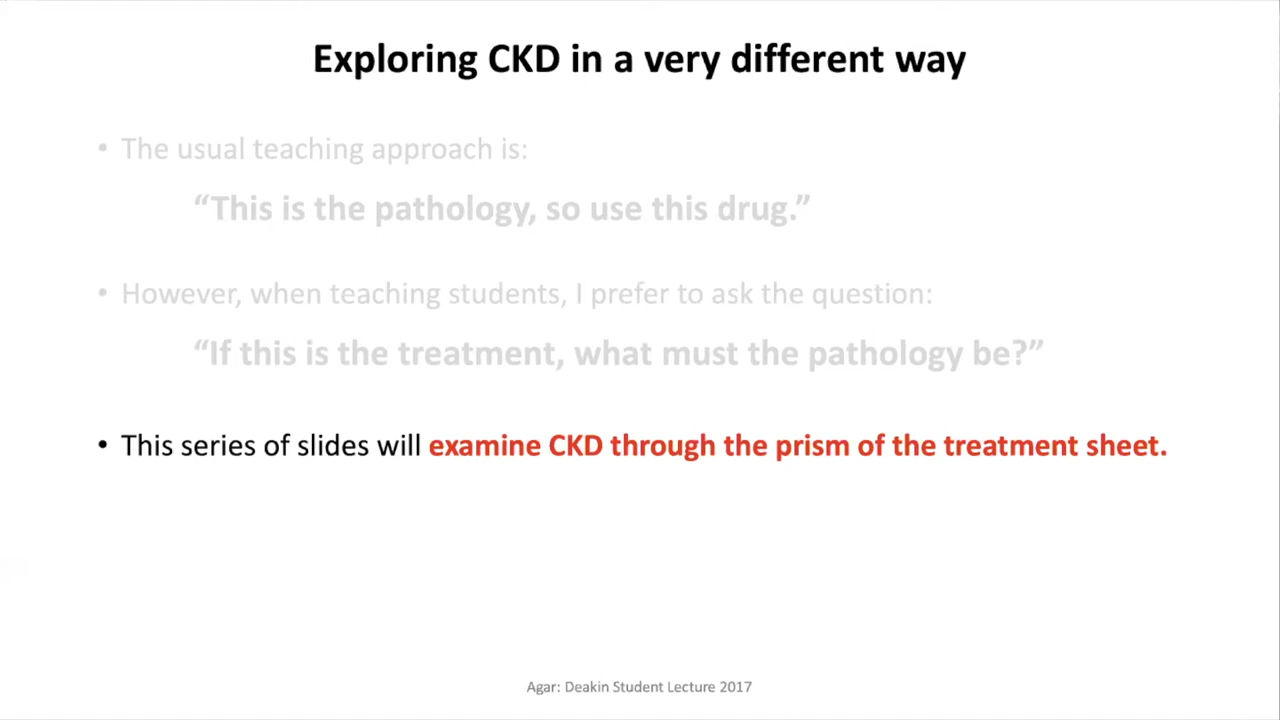 Exploring CKD in a very different way
• The usual teaching approach is:
“This is the pathology, so use this drug.”
• However, when teaching students, I prefer to ask the question:
“If this is the treatment, what must the pathology be?”
• This series of slides will examine CKD through the prism of the treatment sheet.
Agar: Deakin Student Lecture 2017